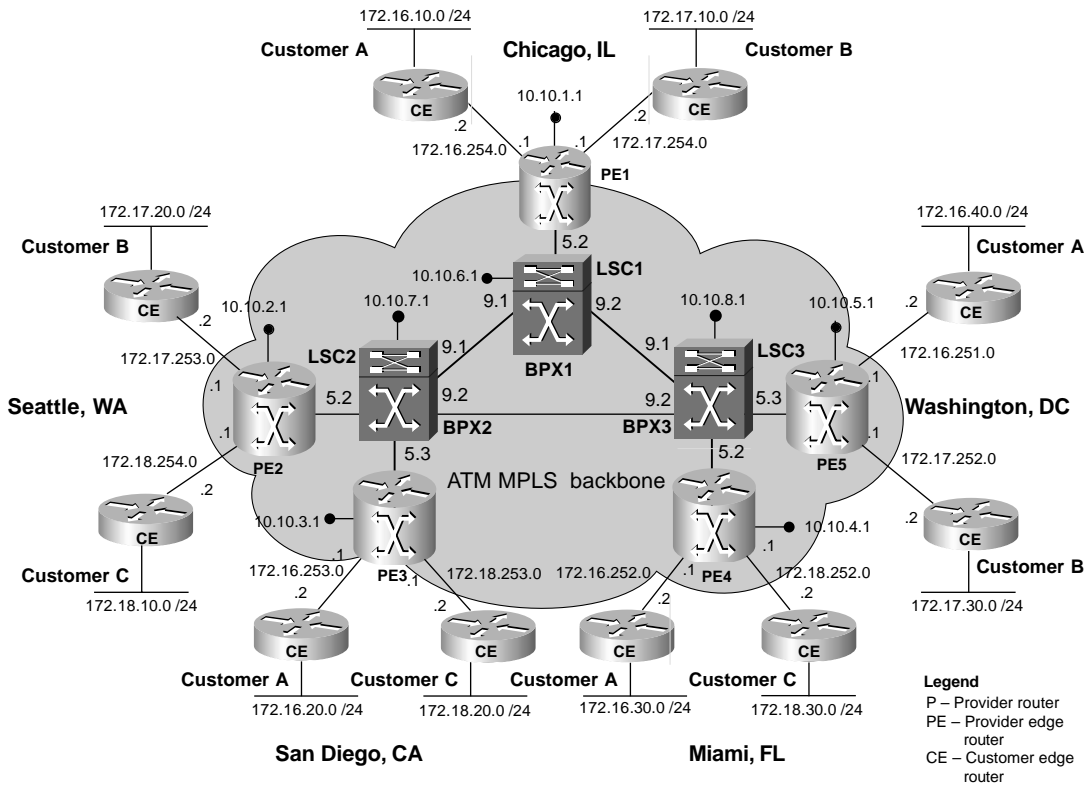 172.16.10.0 /24
172.17.10.0 /24
Customer A
Chicago, IL
Customer B
10.10.1.1
CE
CE
.2
.2
172.16.254.0
.1
.1
172.17.254.0
PE1
172.17.20.0 /24
172.16.40.0 /24
Customer B
Customer A
5.2
LSC1
10.10.6.1
CE
CE
10.10.2.1
10.10.7.1
9.1
9.2
10.10.8.1
10.10.5.1
.2
.2
172.17.253.0
LSC2
9.1
BPX1
9.1
LSC3
172.16.251.0
.1
.1
Seattle, WA
5.2
9.2
9.2
5.3
Washington, DC
BPX2
BPX3
.1
.1
172.18.254.0
PE2
5.3
5.2
PE5
172.17.252.0
.2
ATM MPLS backbone
.2
CE
10.10.3.1
10.10.4.1
CE
.1
.1
Customer C
172.16.253.0
PE3
.1
172.18.253.0
172.16.252.0
.1
PE4
172.18.252.0
Customer B
172.18.10.0 /24
.2
.2
.2
.2
172.17.30.0 /24
CE
CE
CE
CE
Customer A
Customer C
Customer A
Customer C
172.16.20.0 /24
172.18.20.0 /24
172.16.30.0 /24
172.18.30.0 /24
San Diego, CA
Miami, FL
Legend
P – Provider router
PE – Provider edge
router
CE – Customer edge
router